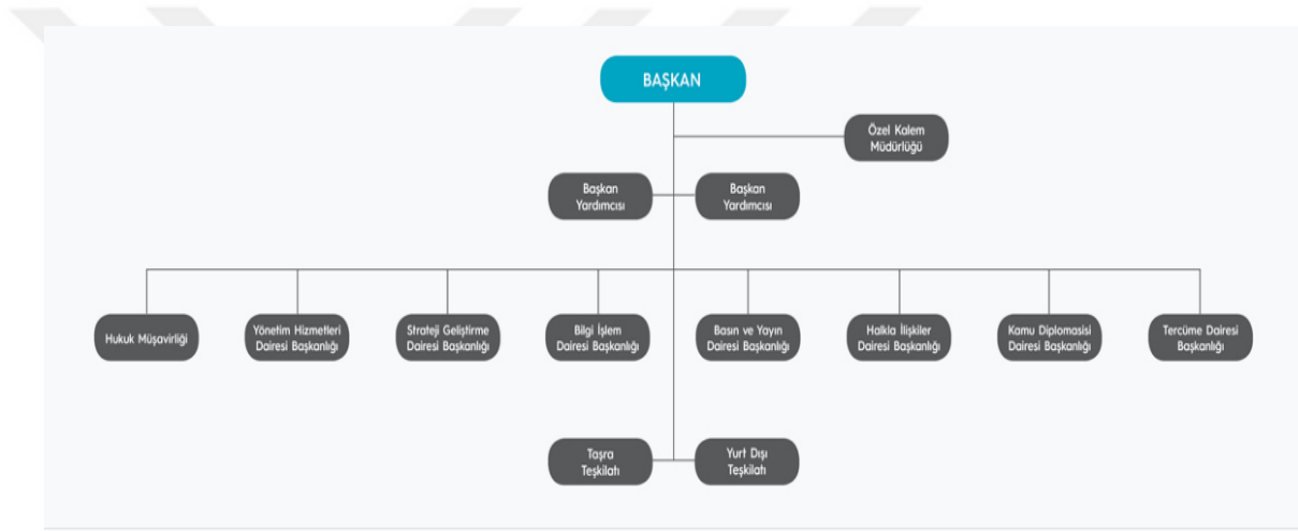 BAŞKAN
Özel Kalem
Müdürlüğü
Başkan
Yardımcısı
Başkan
Yardımcısı
Hukuk Müşavirliği
Yönetim Hizmetleri
Dairesi Başkanlığı
Strateji Geliştirme
Dairesi Başkanlığı
Bilgi İşlem
Dairesi Başkanlığı
Basın ve Yayın
Dairesi Başkanlığı
Halkla İlişkiler
Dairesi Başkanlığı
Kamu Diplomasisi
Dairesi Başkanlığı
Tercüme Dairesi
Başkanlığı
Taşra
Teşkilatı
Yurt Dışı
Teşkilatı